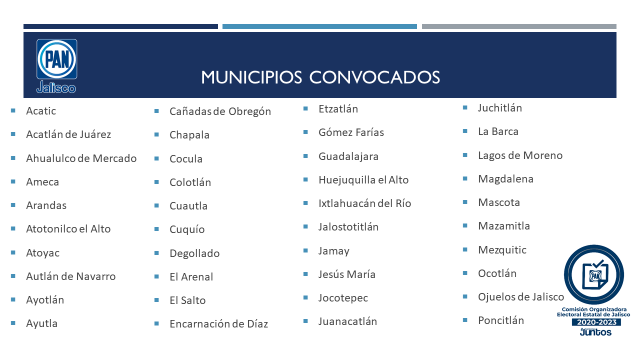 PAN
Jalisco
MUNICIPIOS CONVOCADOS
Acatic
Acatlán de Juárez
Ahualulco de Mercado
Ameca
Arandas
Atotonilco el Alto
Atoyac
Autlán de Navarro
Ayotlán
Ayutla
Cañadas de Obregón
Chapala
Cocula
Colotlán
Cuautla
Cuquío
Degollado
El Arenal
El Salto
Encarnación de Díaz
Etzatlán
Gómez Farías
Guadalajara
Huejuquilla el Alto
Ixtlahuacán del Río
Jalostotitlán
Jamay
Jesús María
Jocotepec
Juanacatlán
Juchitlán
La Barca
Lagos de Moreno
Magdalena
Mascota
Mazamitla
Mezquitic
Ocotlán
Ojuelos de Jalisco
Poncitlán
PAN
Comisión Organizadora
Electoral Estatal de Jalisco
2020-2023
Juntos